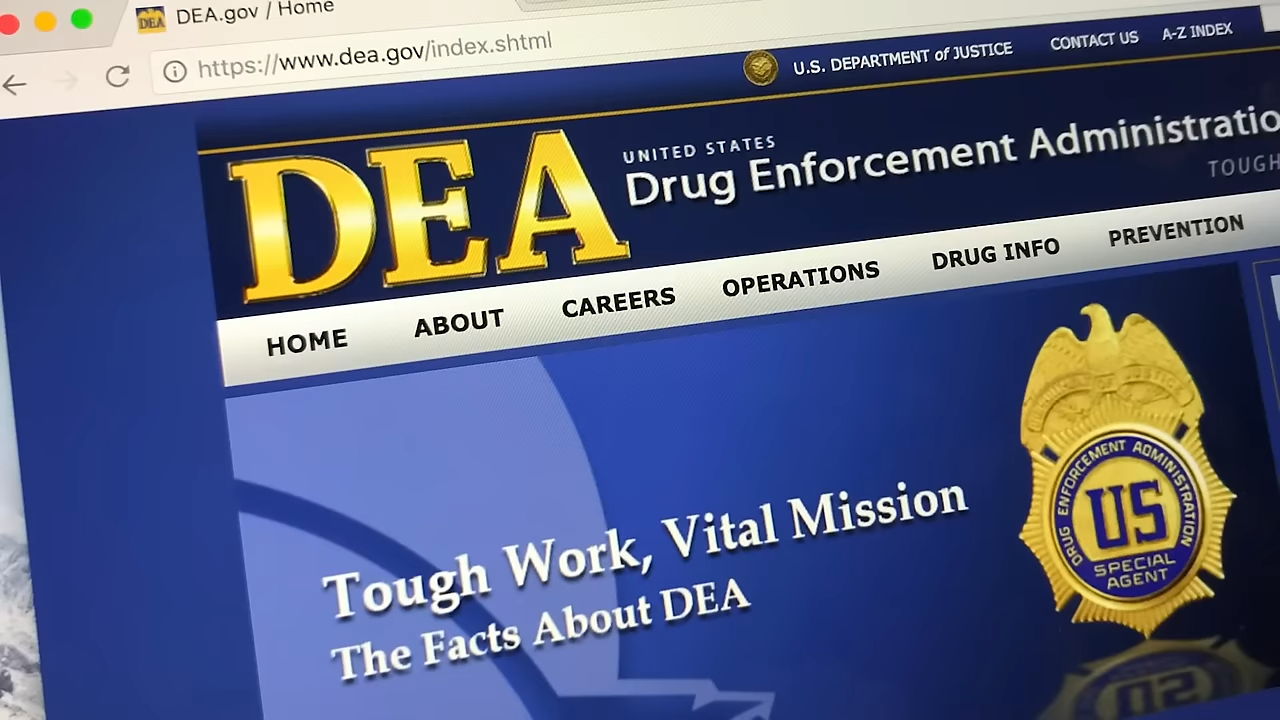 DEA.gov / Home
https://www.dea.gov/index.shtml
U.S. DEPARTMENT of JUSTICE
CONTACT US
A-Z INDEX
DEA
UNITED STATES
Drug Enforcement Administratio
TOUGH
HOME
ABOUT
CAREERS
OPERATIONS
DRUG INFO
PREVENTION
Tough Work, Vital Mission
The Facts About DEA
DRUG ENFORCEMENT ADMINISTRATION
US
SPECIAL
AGENT